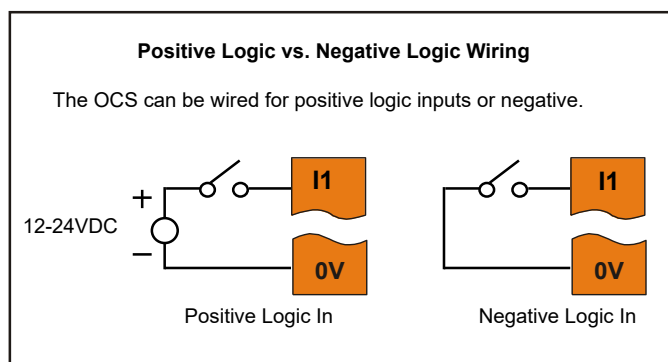 Positive Logic vs. Negative Logic Wiring
The OCS can be wired for positive logic inputs or negative.
I1
I1
+
12-24VDC
–
0V
0V
Positive Logic In
Negative Logic In